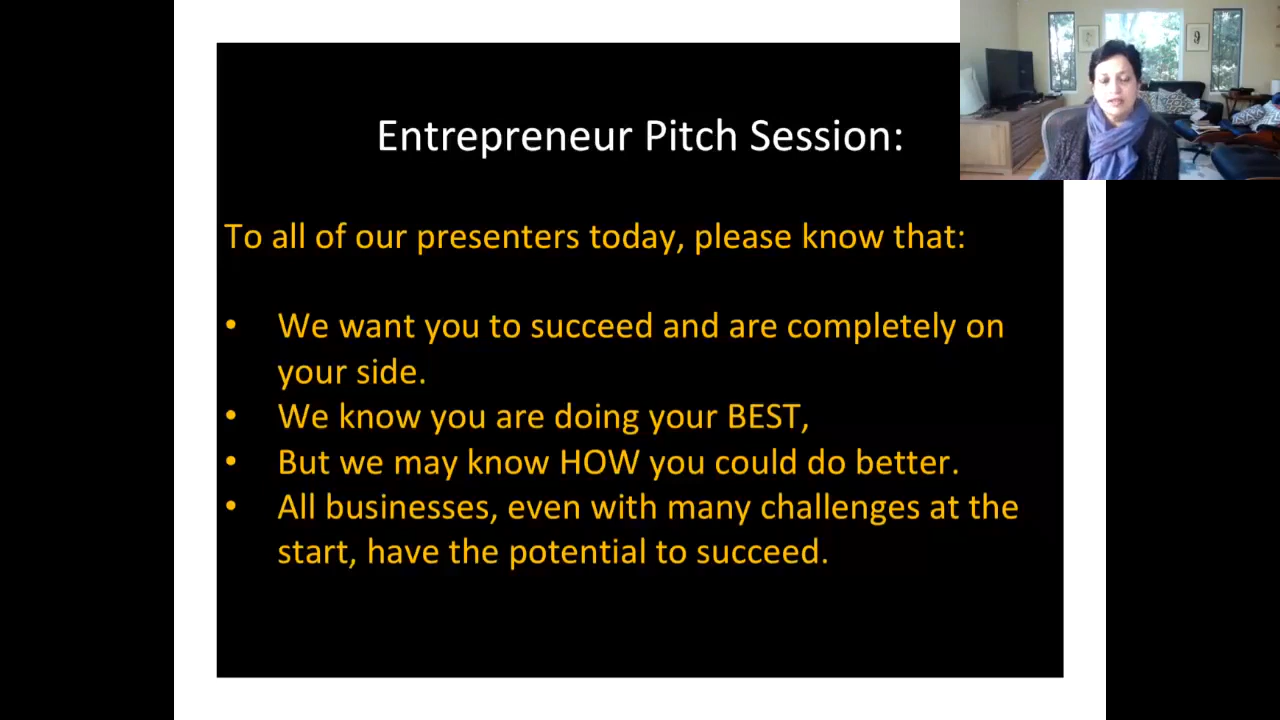 Entrepreneur Pitch Session:
To all of our presenters today, please know that:
• We want you to succeed and are completely on
your side.
• We know you are doing your BEST,
• But we may know HOW you could do better.
• All businesses, even with many challenges at the
start, have the potential to succeed.